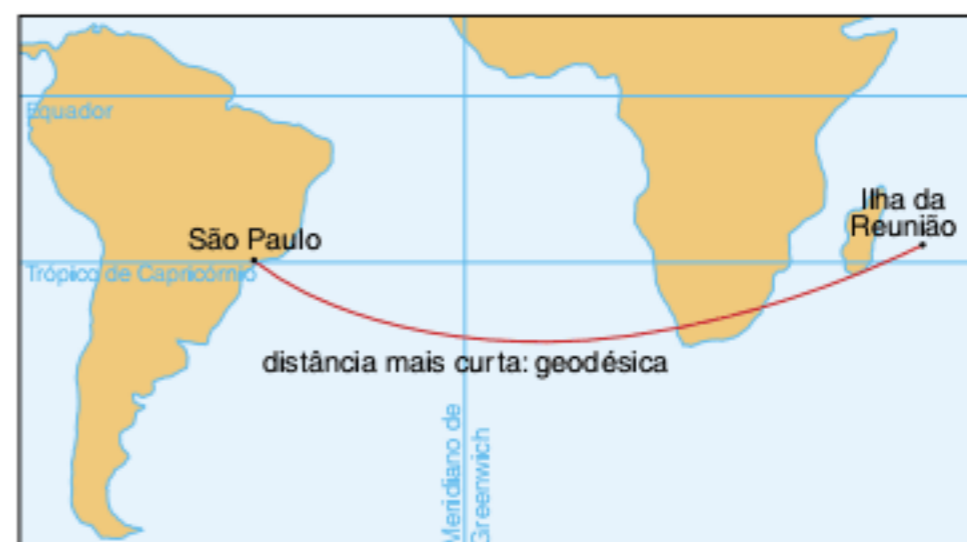 Equador
Ilha da
Reunião
São Paulo
Trópico de Capricórnio
distância mais curta: geodésica
Meridiano de
Greenwich